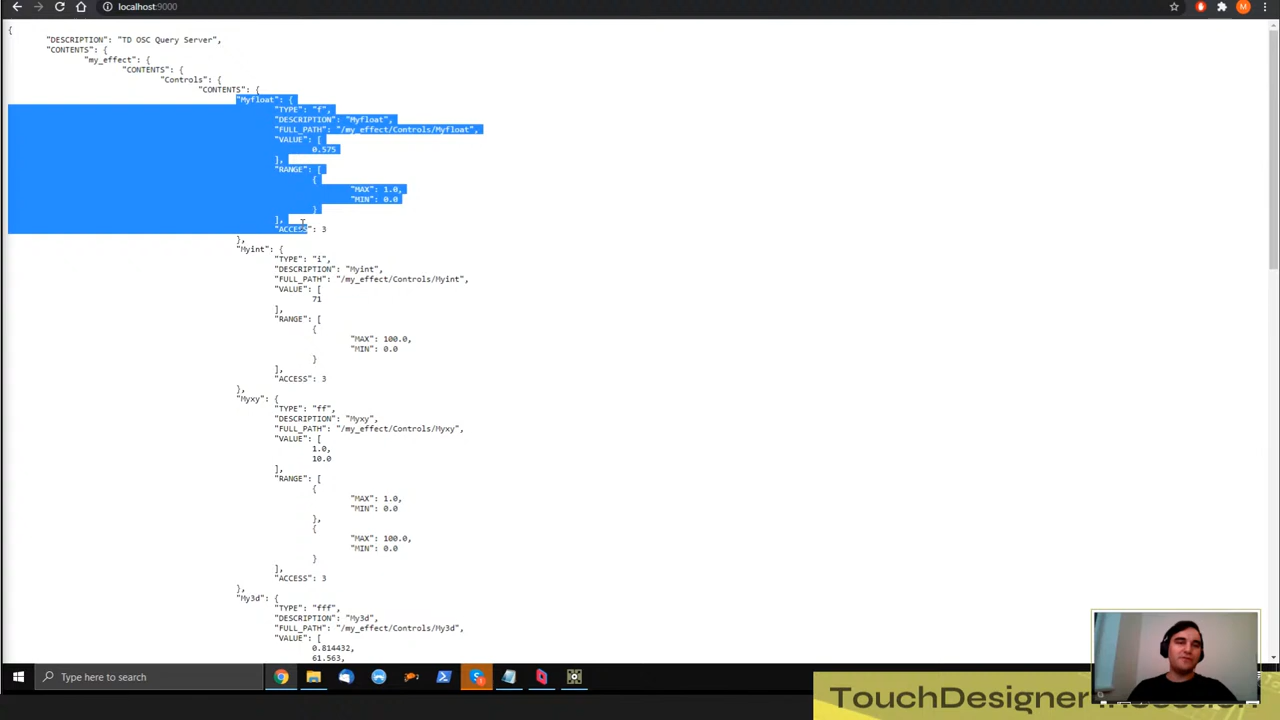 localhost:9000
M
{
"DESCRIPTION": "TD OSC Query Server",
"CONTENTS": {
"my_effect": {
"CONTENTS": {
"Controls": {
"CONTENTS": {
"Myfloat": {
"TYPE": "f",
"DESCRIPTION": "Myfloat",
"FULL_PATH": "/my_effect/Controls/Myfloat",
"VALUE": [
0.575
],
"RANGE": [
{
"MAX": 1.0,
"MIN": 0.0
}
],
"ACCESS": 3
},
"Myint": {
"TYPE": "i",
"DESCRIPTION": "Myint",
"FULL_PATH": "/my_effect/Controls/Myint",
"VALUE": [
71
],
"RANGE": [
{
"MAX": 100.0,
"MIN": 0.0
}
],
"ACCESS": 3
},
"Myxy": {
"TYPE": "ff",
"DESCRIPTION": "Myxy",
"FULL_PATH": "/my_effect/Controls/Myxy",
"VALUE": [
1.0,
10.0
],
"RANGE": [
{
"MAX": 1.0,
"MIN": 0.0
},
{
"MAX": 100.0,
"MIN": 0.0
}
],
"ACCESS": 3
},
"My3d": {
"TYPE": "fff",
"DESCRIPTION": "My3d",
"FULL_PATH": "/my_effect/Controls/My3d",
"VALUE": [
0.814432,
61.563,
Type here to search
TouchDesigner InSession